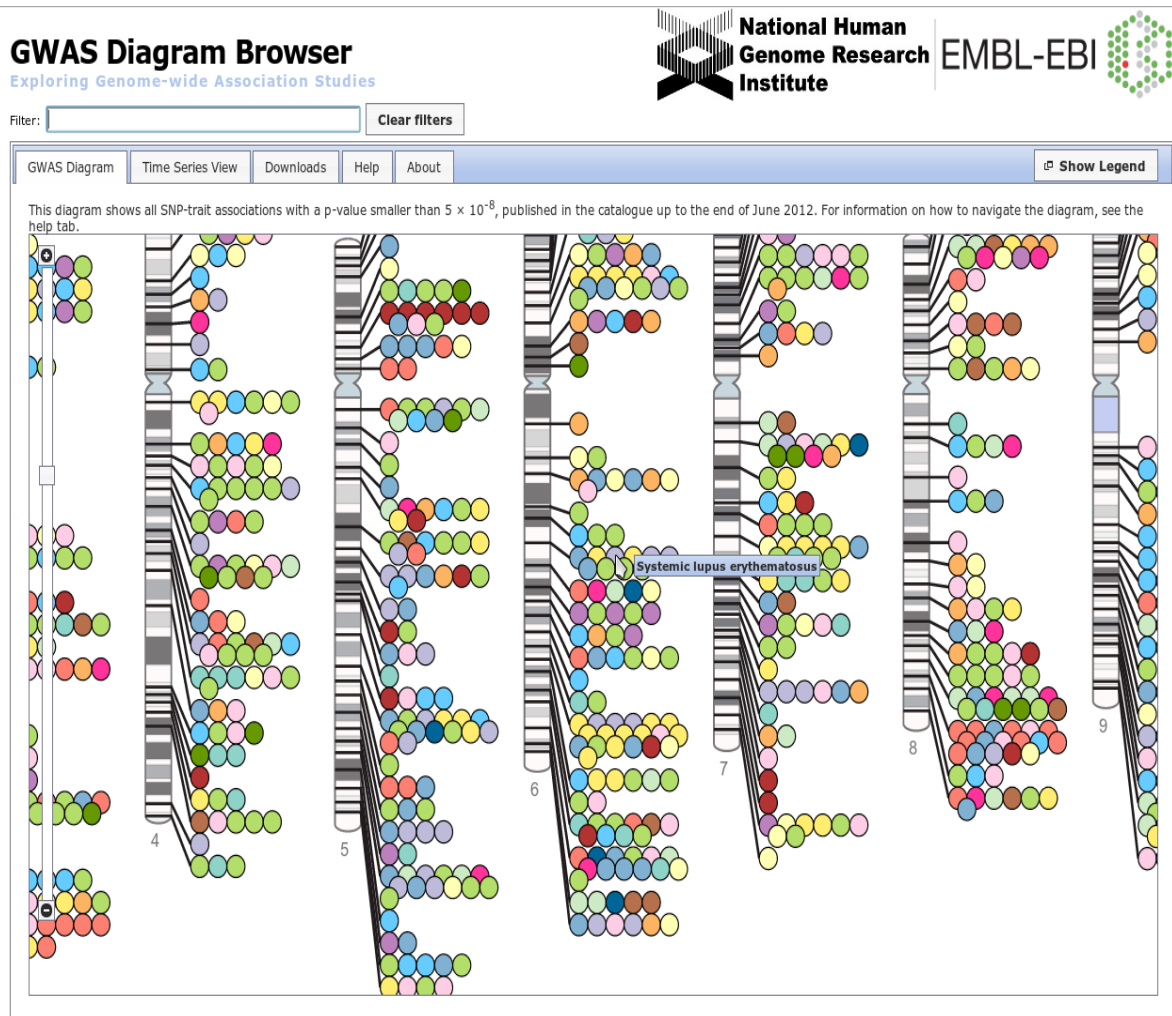 GWAS Diagram Browser
Exploring Genome-wide Association Studies
National Human
Genome Research
Institute
EMBL-EBI
Filter:
Clear filters
GWAS Diagram
Time Series View
Downloads
Help
About
Show Legend
This diagram shows all SNP-trait associations with a p-value smaller than 5 × 10⁻⁸, published in the catalogue up to the end of June 2012. For information on how to navigate the diagram, see the
help tab.
Systemic lupus erythematosus
4
5
6
7
8
9